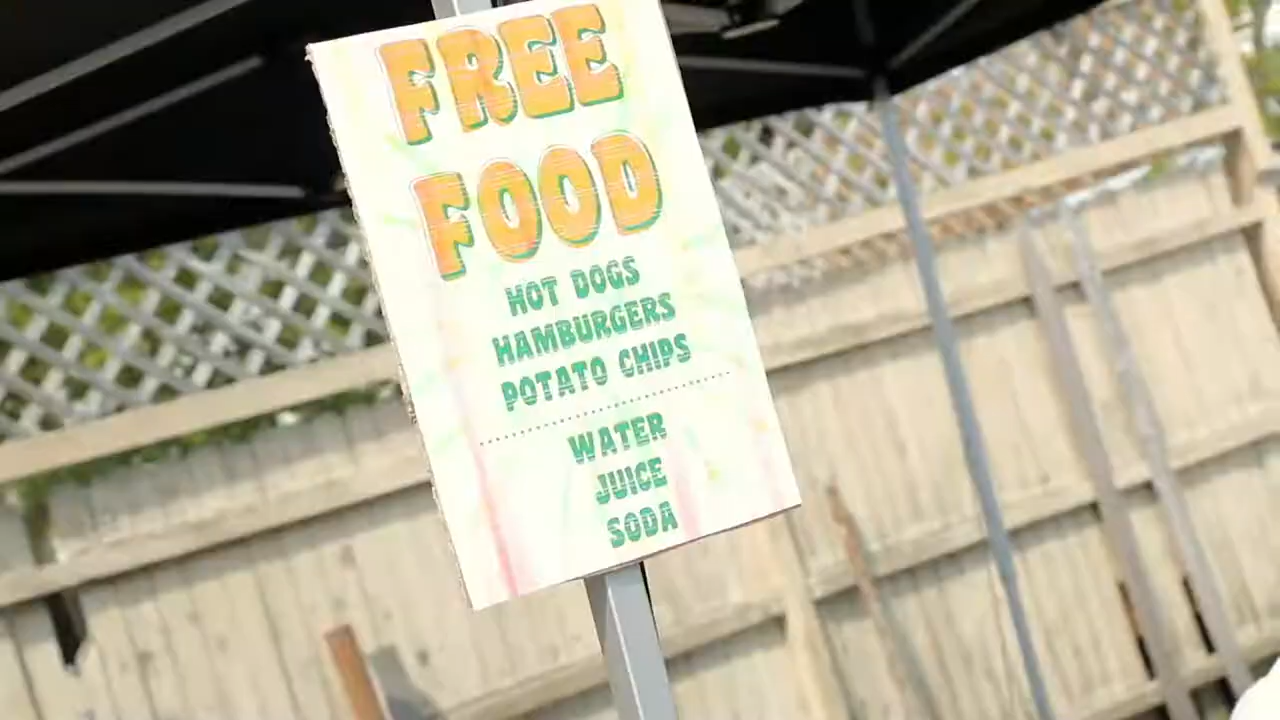 FREE
FOOD
HOT DOGS
HAMBURGERS
POTATO CHIPS
WATER
JUICE
SODA